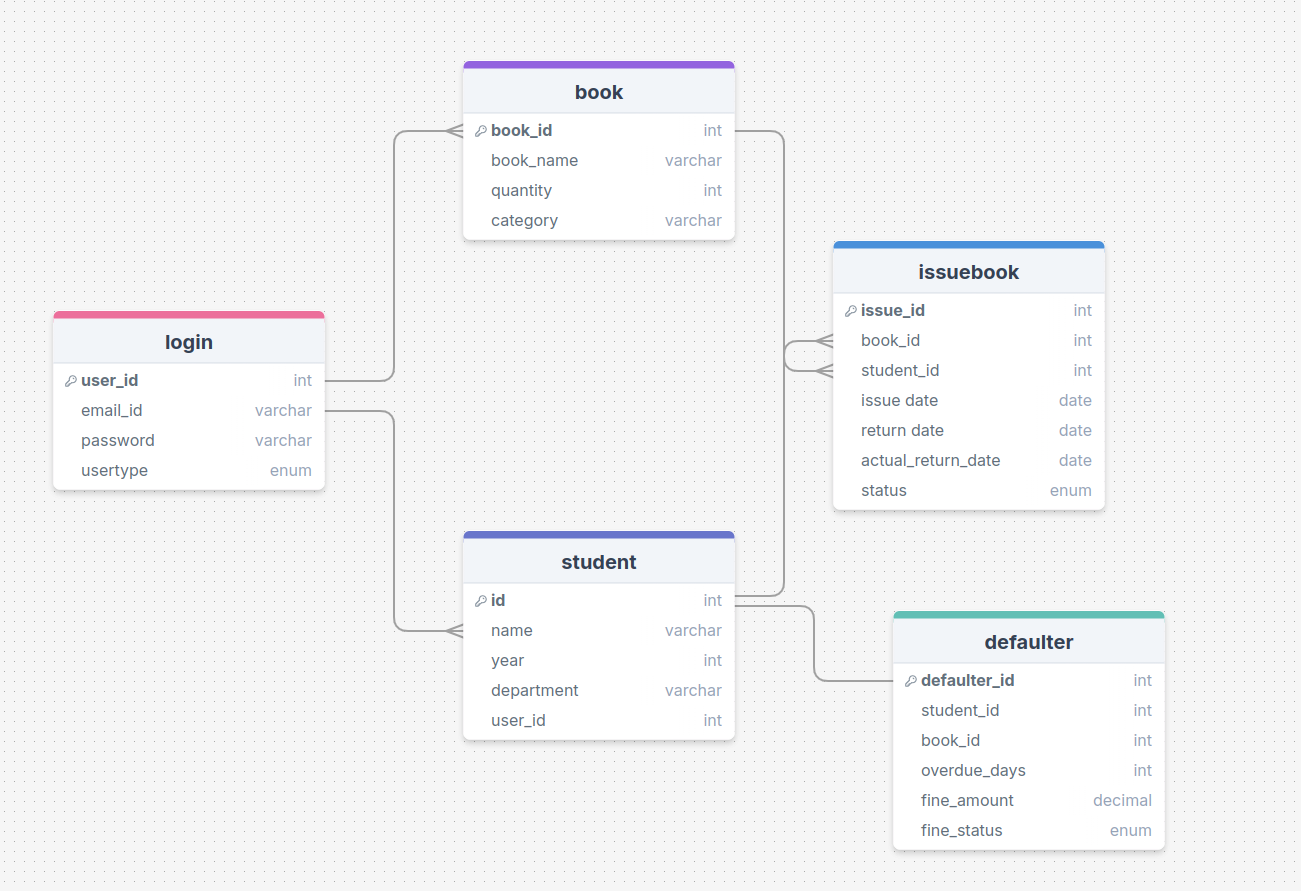 book
book_id int
book_name varchar
quantity int
category varchar
issuebook
issue_id int
book_id int
student_id int
issue date date
return date date
actual_return_date date
status enum
login
user_id int
email_id varchar
password varchar
usertype enum
student
id int
name varchar
year int
department varchar
user_id int
defaulter
defaulter_id int
student_id int
book_id int
overdue_days int
fine_amount decimal
fine_status enum